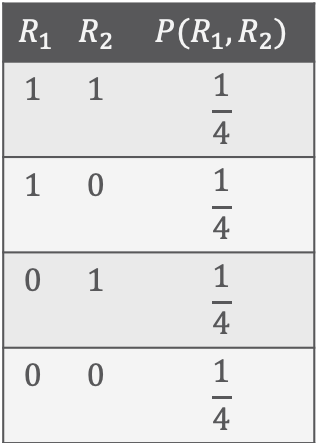 R₁ R₂ P(R₁, R₂)
1 1 1/4
1 0 1/4
0 1 1/4
0 0 1/4